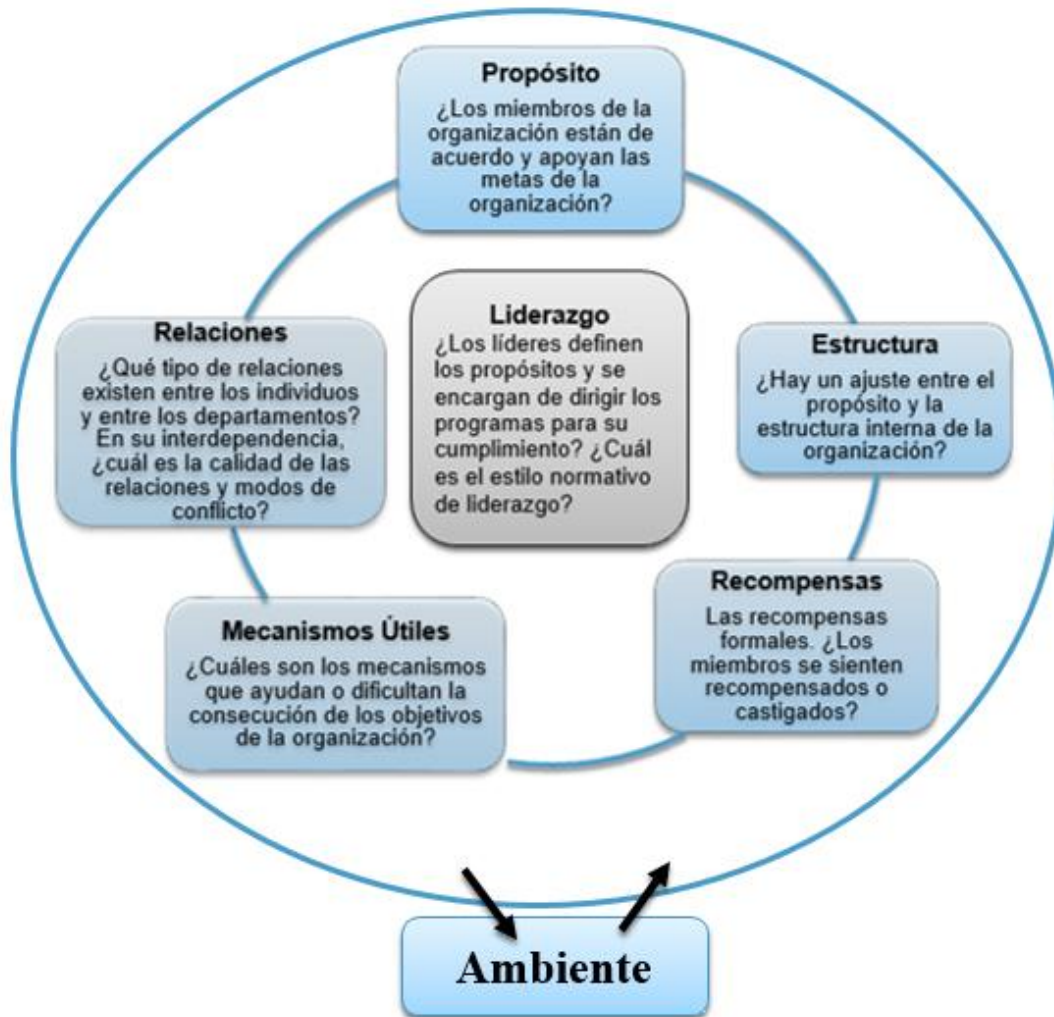 Propósito
¿Los miembros de la
organización están de
acuerdo y apoyan las
metas de la
organización?
Relaciones
¿Qué tipo de relaciones
existen entre los individuos
y entre los departamentos?
En su interdependencia,
¿cuál es la calidad de las
relaciones y modos de
conflicto?
Liderazgo
¿Los líderes definen
los propósitos y se
encargan de dirigir los
programas para su
cumplimiento? ¿Cuál
es el estilo normativo
de liderazgo?
Estructura
¿Hay un ajuste entre el
propósito y la
estructura interna de la
organización?
Mecanismos Útiles
¿Cuáles son los mecanismos
que ayudan o dificultan la
consecución de los objetivos
de la organización?
Recompensas
Las recompensas
formales. ¿Los
miembros se sienten
recompensados o
castigados?
Ambiente